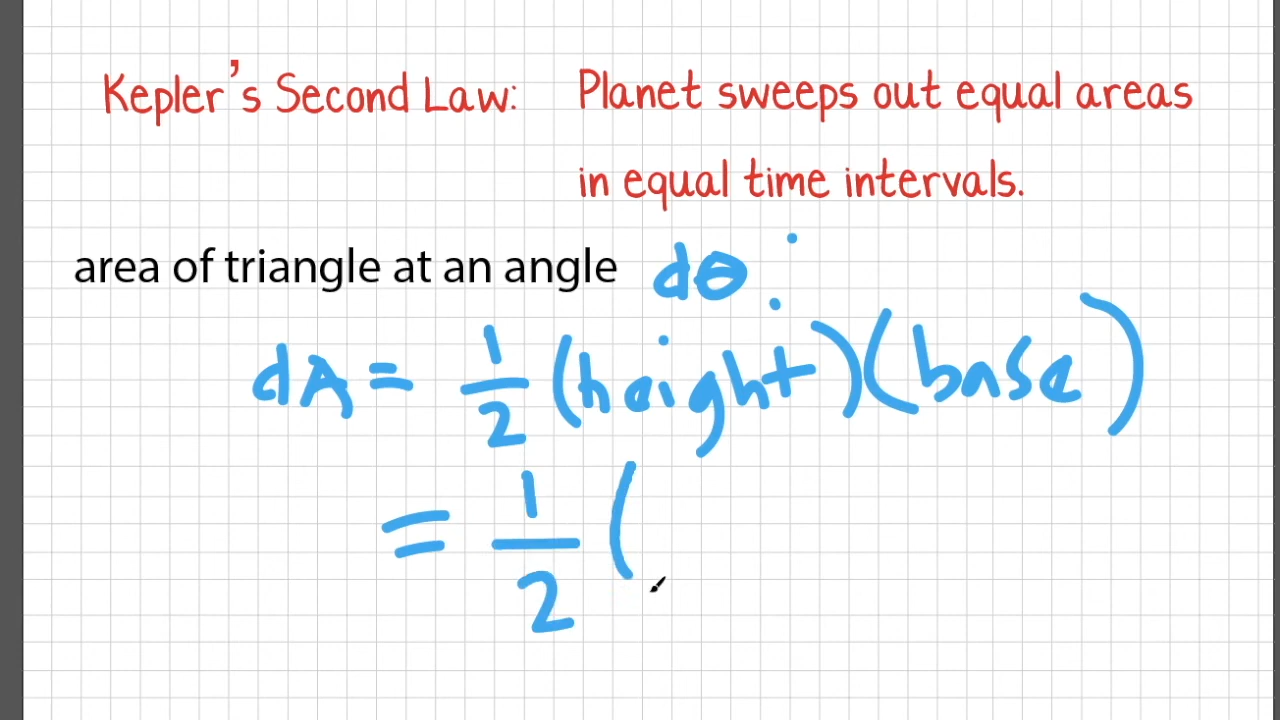 Kepler's Second Law: Planet sweeps out equal areas
in equal time intervals.
area of triangle at an angle dθ :
dA = 1/2 (height)(base)
= 1/2 (